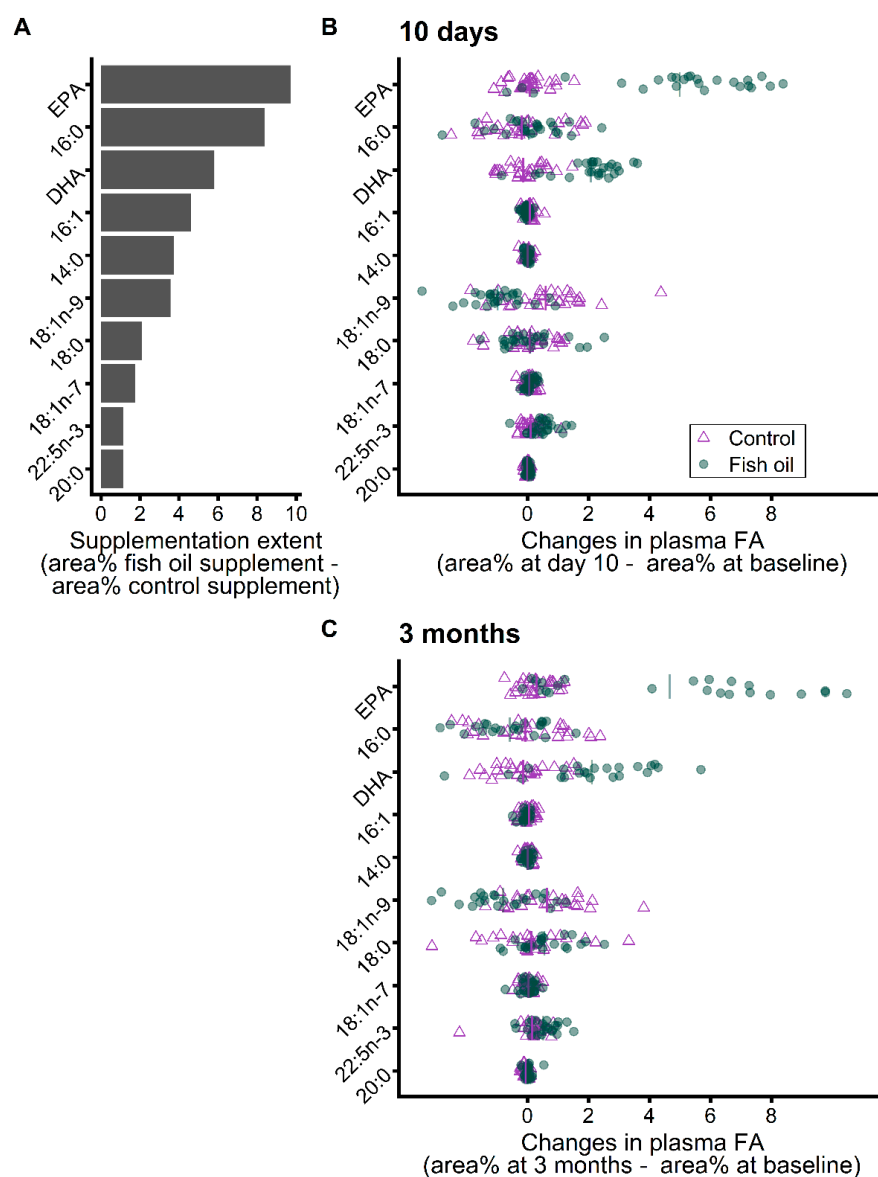 A
EPA
16:0
DHA
16:1
14:0
18:1n-9
18:0
18:1n-7
22:5n-3
20:0
0 2 4 6 8 10
Supplementation extent
(area% fish oil supplement -
area% control supplement)
B 10 days
EPA
16:0
DHA
16:1
14:0
18:1n-9
18:0
18:1n-7
22:5n-3
20:0
Control
Fish oil
0 2 4 6 8
Changes in plasma FA
(area% at day 10 - area% at baseline)
C 3 months
EPA
16:0
DHA
16:1
14:0
18:1n-9
18:0
18:1n-7
22:5n-3
20:0
0 2 4 6 8
Changes in plasma FA
(area% at 3 months - area% at baseline)